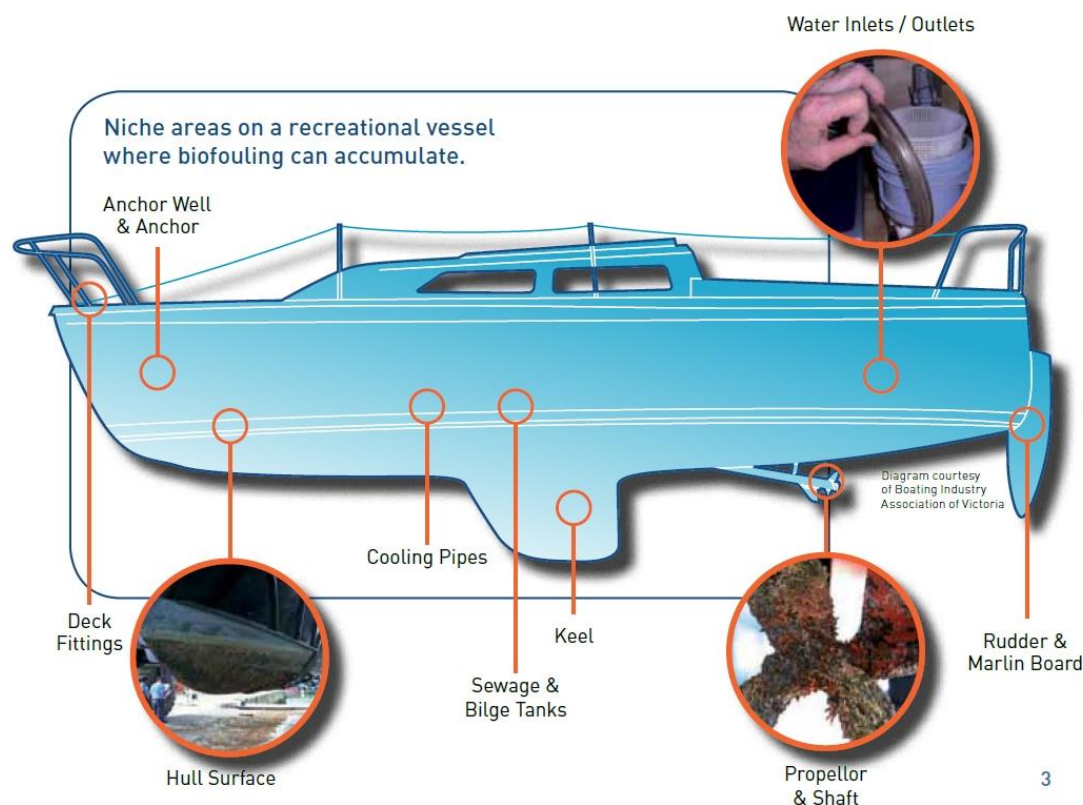 Water Inlets / Outlets
Niche areas on a recreational vessel
where biofouling can accumulate.
Anchor Well
& Anchor
Diagram courtesy
of Boating Industry
Association of Victoria
Cooling Pipes
Deck
Fittings
Keel
Rudder &
Marlin Board
Sewage &
Bilge Tanks
Hull Surface
Propellor
& Shaft
3